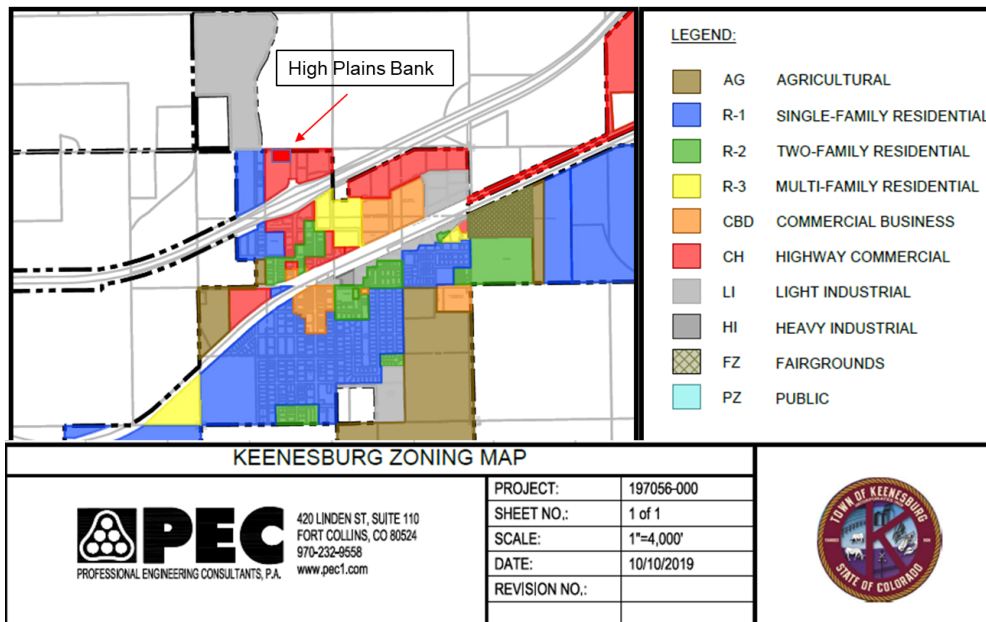 High Plains Bank
LEGEND:
AG AGRICULTURAL
R-1 SINGLE-FAMILY RESIDENTIAL
R-2 TWO-FAMILY RESIDENTIAL
R-3 MULTI-FAMILY RESIDENTIAL
CBD COMMERCIAL BUSINESS
CH HIGHWAY COMMERCIAL
LI LIGHT INDUSTRIAL
HI HEAVY INDUSTRIAL
FZ FAIRGROUNDS
PZ PUBLIC
KEENESBURG ZONING MAP
PEC
PROFESSIONAL ENGINEERING CONSULTANTS, P.A.
420 LINDEN ST, SUITE 110
FORT COLLINS, CO 80524
970-232-9558
www.pec1.com
PROJECT: 197056-000
SHEET NO.: 1 of 1
SCALE: 1"=4,000'
DATE: 10/10/2019
REVISION NO.:
TOWN OF KEENESBURG
K
STATE OF COLORADO